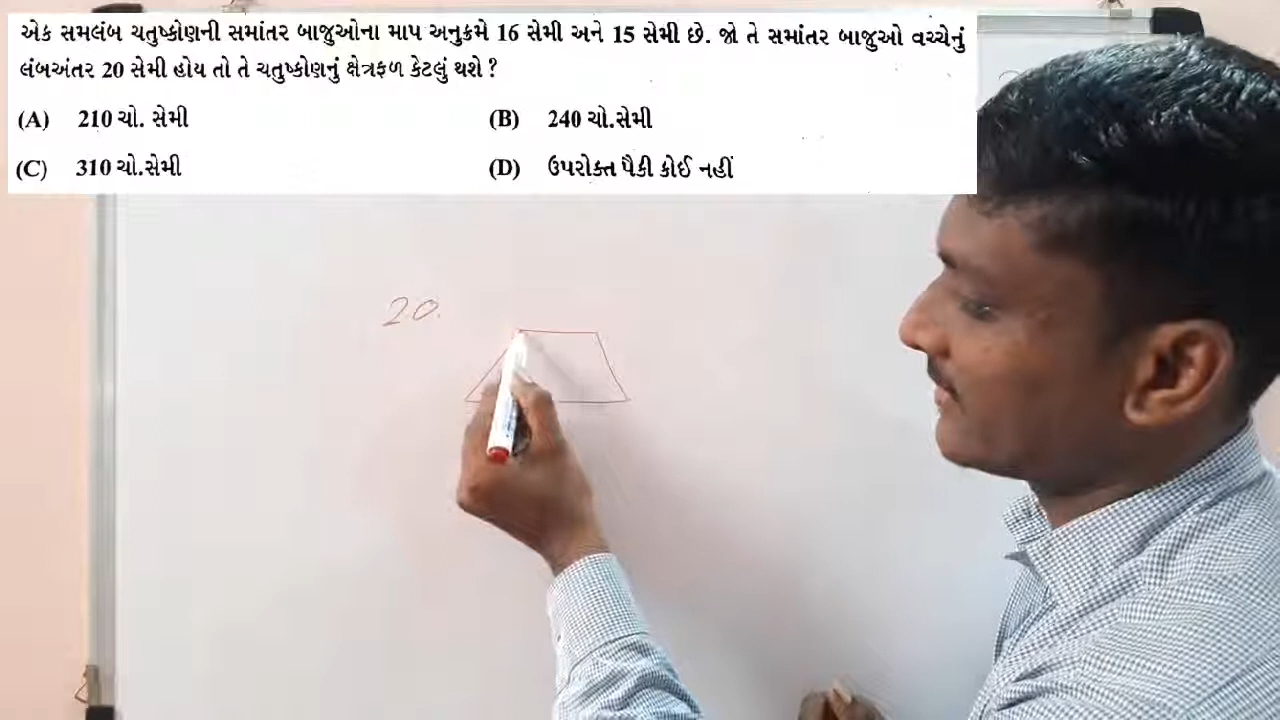 એક સમલંબ ચતુષ્કોણની સમાંતર બાજુઓના માપ અનુક્રમે 16 સેમી અને 15 સેમી છે. જો તે સમાંતર બાજુઓ વચ્ચેનું
લંબઅંતર 20 સેમી હોય તો તે ચતુષ્કોણનું ક્ષેત્રફળ કેટલું થશે ?
(A) 210 ચો. સેમી (B) 240 ચો.સેમી
(C) 310 ચો.સેમી (D) ઉપરોક્ત પૈકી કોઈ નહીં
20.